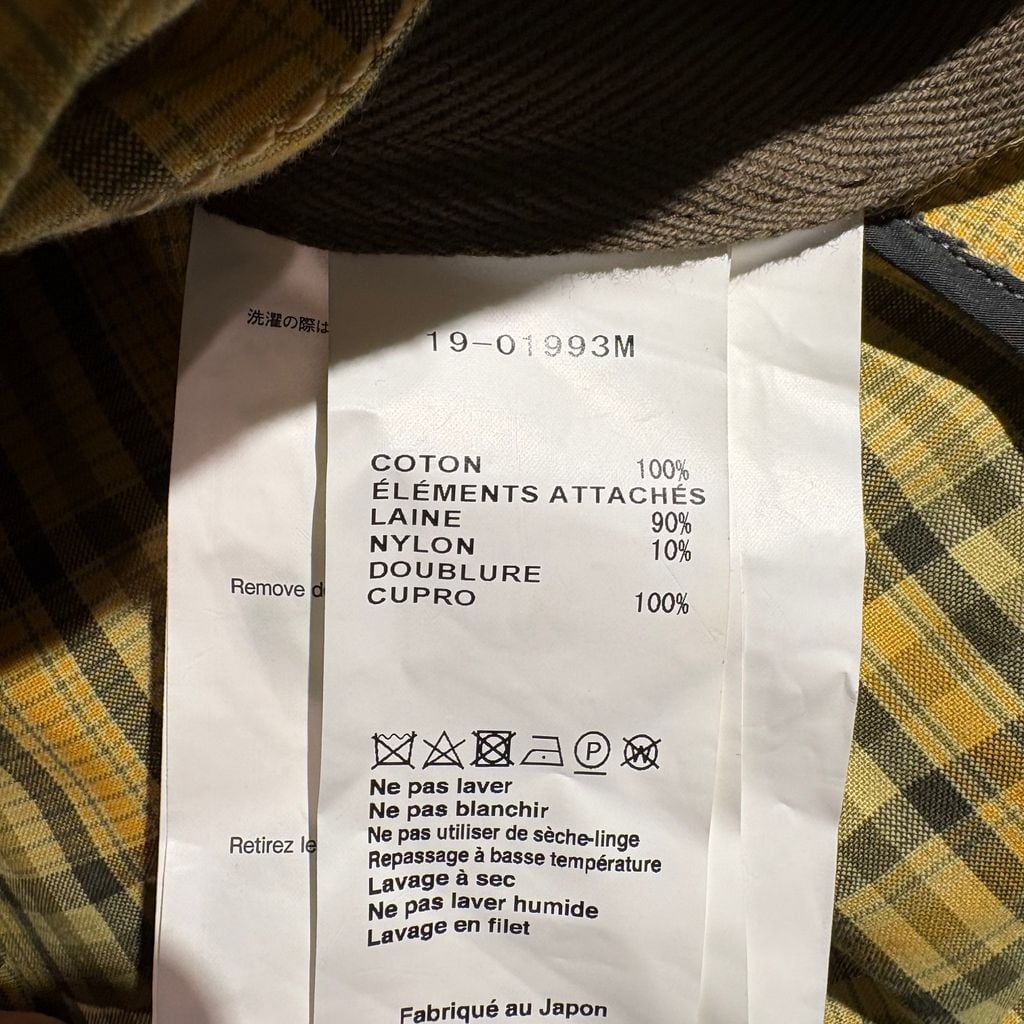 洗濯の際は
19-01993M
COTON 100%
ÉLÉMENTS ATTACHÉS
LAINE 90%
NYLON 10%
DOUBLURE
CUPRO 100%
Remove
P
W
Ne pas laver
Ne pas blanchir
Ne pas utiliser de sèche-linge
Repassage à basse température
Lavage à sec
Ne pas laver humide
Lavage en filet
Retirez le
Fabriqué au Japon